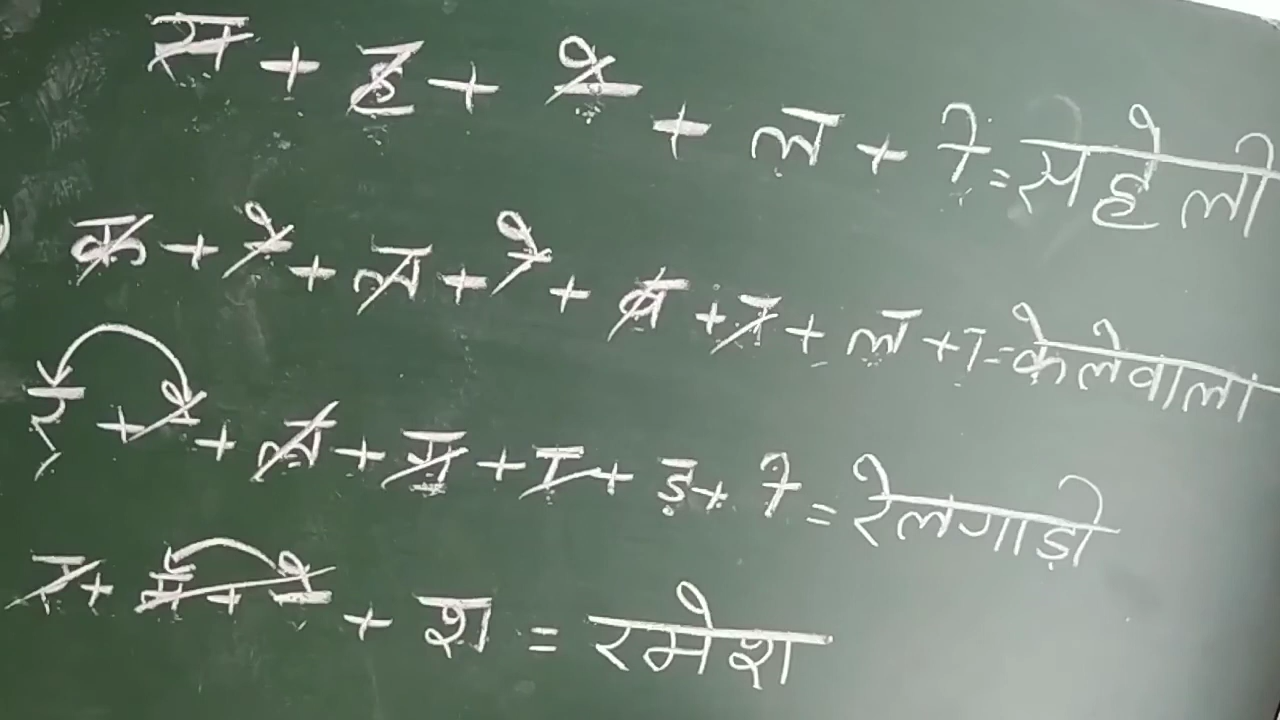 स + ह + े + ल + ी = सहेली
क + े + ल + े + व + ा + ल + ा = केलेवाला
र + े + ल + ग + ा + ड़ + ी = रेलगाड़ी
र + म + े + श = रमेश